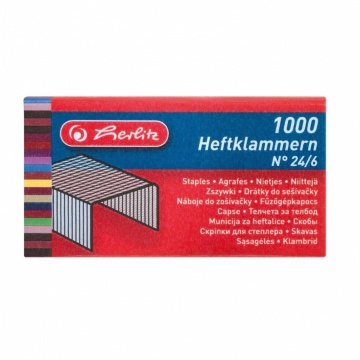 Herlitz
1000
Heftklammern
N° 24/6
Staples • Agrafes • Nietjes • Niittejä
Zszywki • Drátky do sešívačky
Náboje do zošívačky • Fűzőgépkapocs
Capse • Телчета за телбод
Municija za heftalice • Скобы
Скріпки для степлера • Skavas
Sąsagėlės • Klambrid